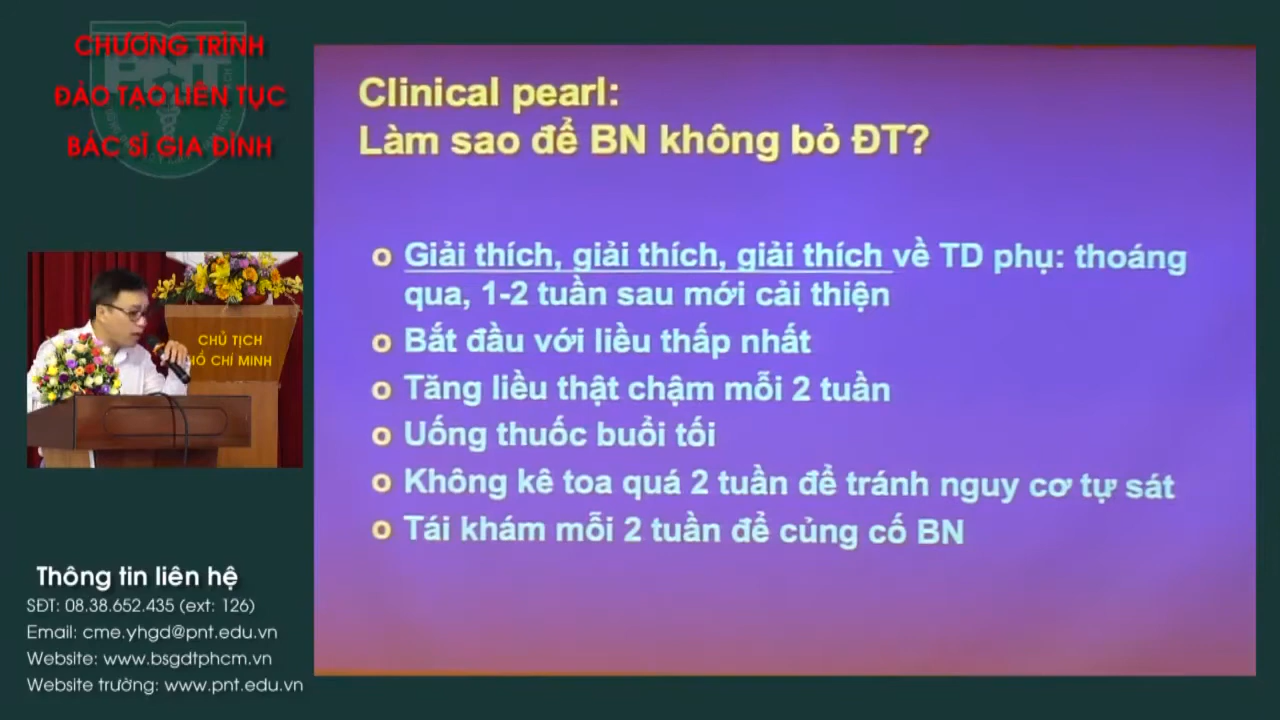 CHƯƠNG TRÌNH
ĐÀO TẠO LIÊN TỤC
BÁC SĨ GIA ĐÌNH
PNT
Clinical pearl:
Làm sao để BN không bỏ ĐT?
o Giải thích, giải thích, giải thích về TD phụ: thoáng
qua, 1-2 tuần sau mới cải thiện
o Bắt đầu với liều thấp nhất
o Tăng liều thật chậm mỗi 2 tuần
o Uống thuốc buổi tối
o Không kê toa quá 2 tuần để tránh nguy cơ tự sát
o Tái khám mỗi 2 tuần để củng cố BN
CHỦ TỊCH
HỒ CHÍ MINH
Thông tin liên hệ
SĐT: 08.38.652.435 (ext: 126)
Email: cme.yhgd@pnt.edu.vn
Website: www.bsgdtphcm.vn
Website trường: www.pnt.edu.vn